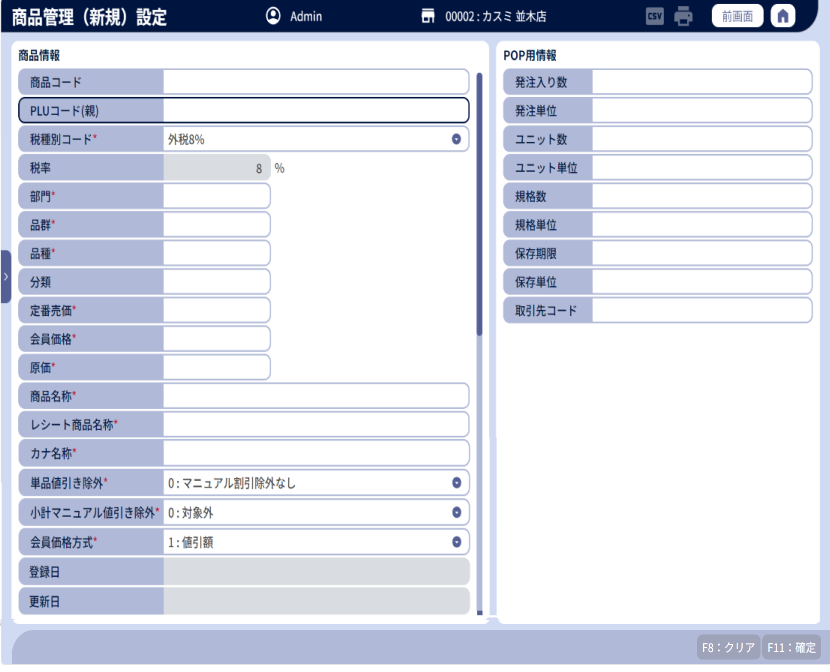 商品管理（新規）設定
Admin
00002 : カスミ 並木店
CSV
前画面
商品情報
商品コード
PLUコード(親)
税種別コード*
外税8%
税率
8 %
部門*
品群*
品種*
分類
定番売価*
会員価格*
原価*
商品名称*
レシート商品名称*
カナ名称*
単品値引き除外*
0 : マニュアル割引除外なし
小計マニュアル値引き除外*
0 : 対象外
会員価格方式*
1 : 値引額
登録日
更新日
POP用情報
発注入り数
発注単位
ユニット数
ユニット単位
規格数
規格単位
保存期限
保存単位
取引先コード
F8：クリア
F11：確定